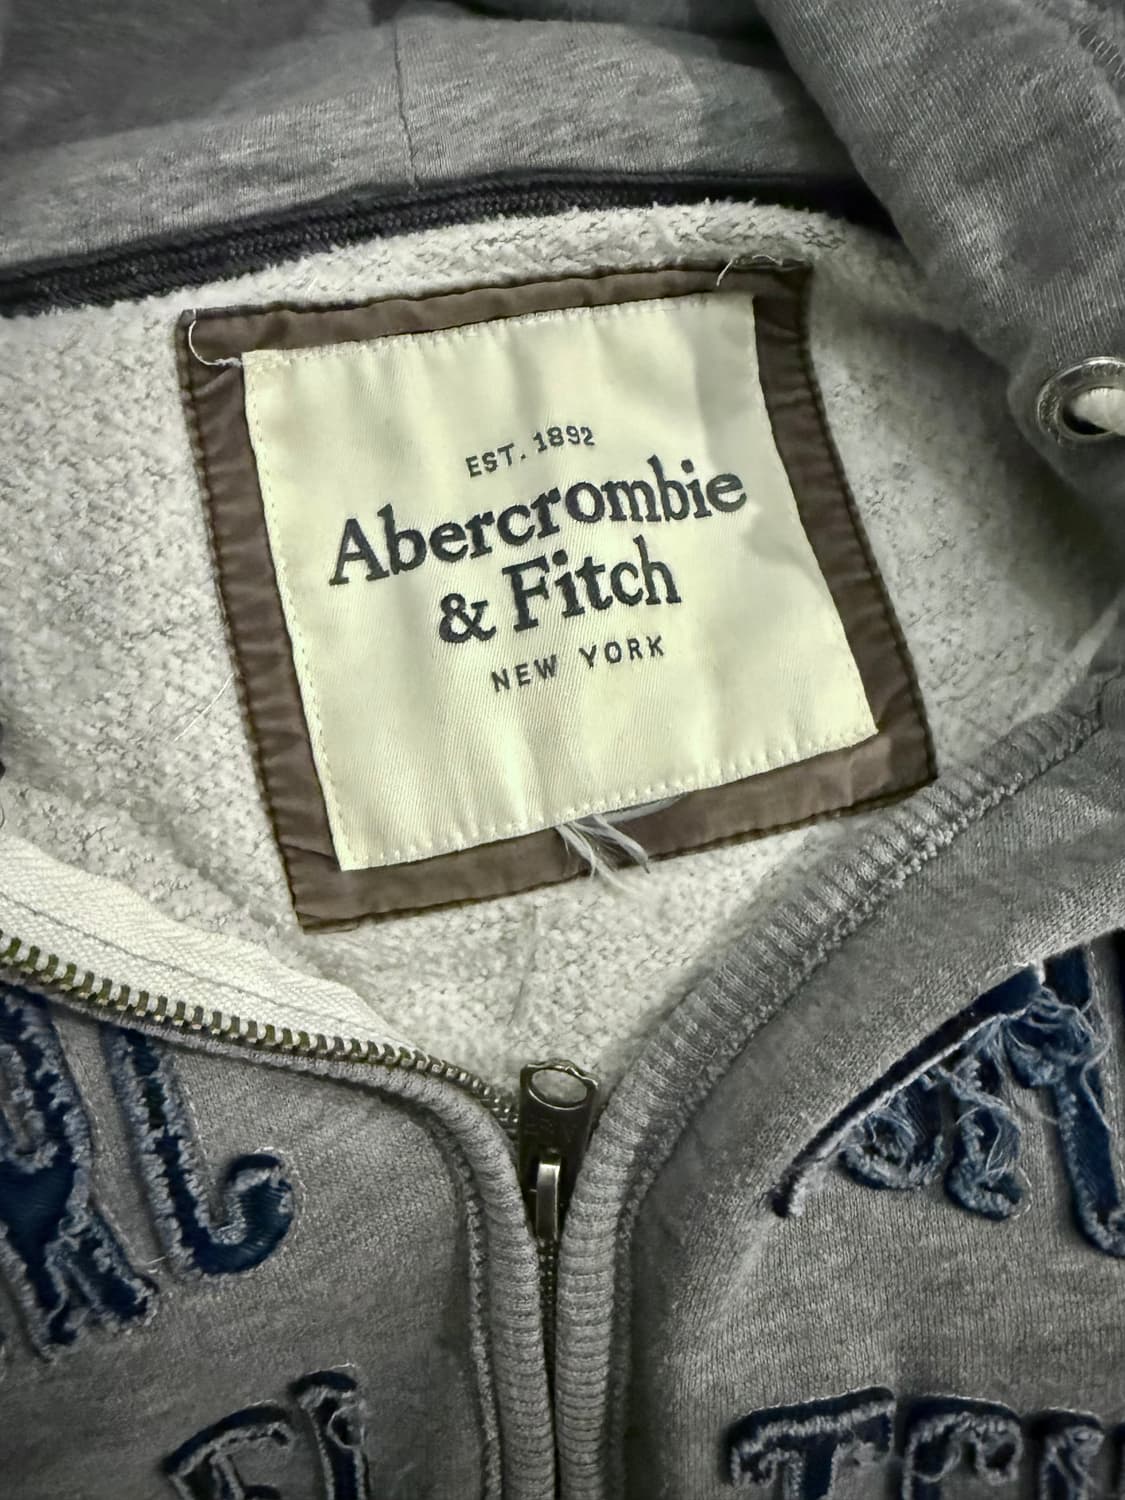 EST. 1892
Abercrombie
& Fitch
NEW YORK